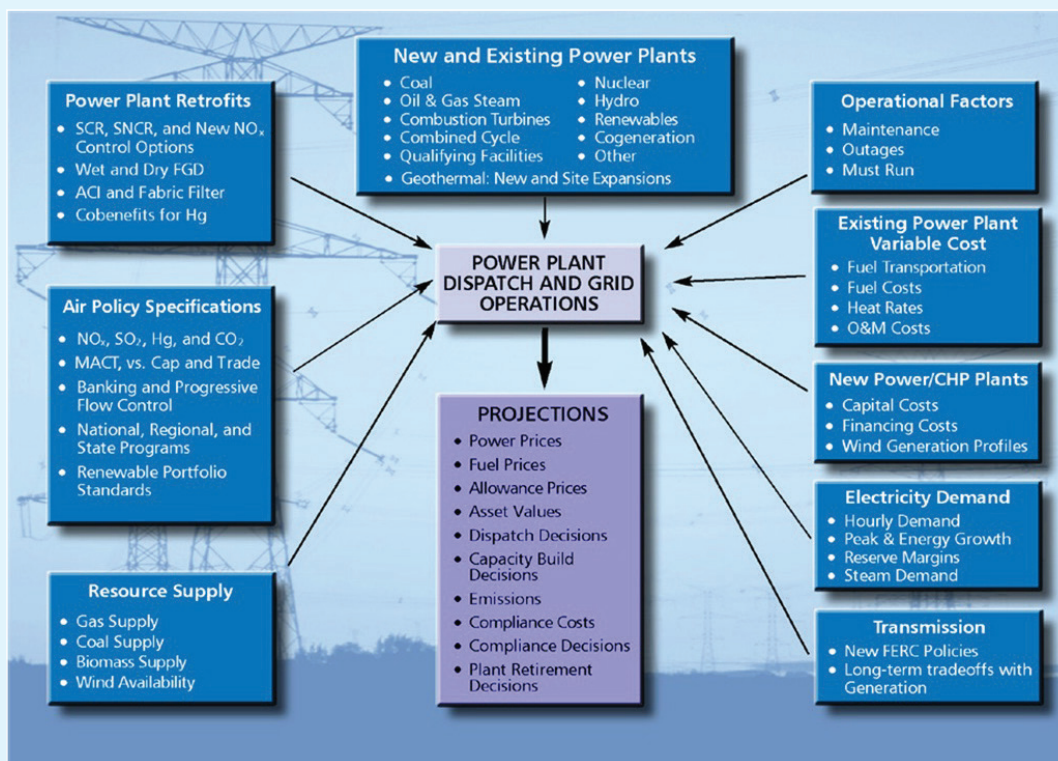 New and Existing Power Plants
• Coal
• Oil & Gas Steam
• Combustion Turbines
• Combined Cycle
• Qualifying Facilities
• Nuclear
• Hydro
• Renewables
• Cogeneration
• Other
• Geothermal: New and Site Expansions
Power Plant Retrofits
• SCR, SNCR, and New NOₓ
Control Options
• Wet and Dry FGD
• ACI and Fabric Filter
• Cobenefits for Hg
Air Policy Specifications
• NOₓ, SO₂, Hg, and CO₂
• MACT, vs. Cap and Trade
• Banking and Progressive
Flow Control
• National, Regional, and
State Programs
• Renewable Portfolio
Standards
Resource Supply
• Gas Supply
• Coal Supply
• Biomass Supply
• Wind Availability
POWER PLANT
DISPATCH AND GRID
OPERATIONS
PROJECTIONS
• Power Prices
• Fuel Prices
• Allowance Prices
• Asset Values
• Dispatch Decisions
• Capacity Build
Decisions
• Emissions
• Compliance Costs
• Compliance Decisions
• Plant Retirement
Decisions
Operational Factors
• Maintenance
• Outages
• Must Run
Existing Power Plant
Variable Cost
• Fuel Transportation
• Fuel Costs
• Heat Rates
• O&M Costs
New Power/CHP Plants
• Capital Costs
• Financing Costs
• Wind Generation Profiles
Electricity Demand
• Hourly Demand
• Peak & Energy Growth
• Reserve Margins
• Steam Demand
Transmission
• New FERC Policies
• Long-term tradeoffs with
Generation